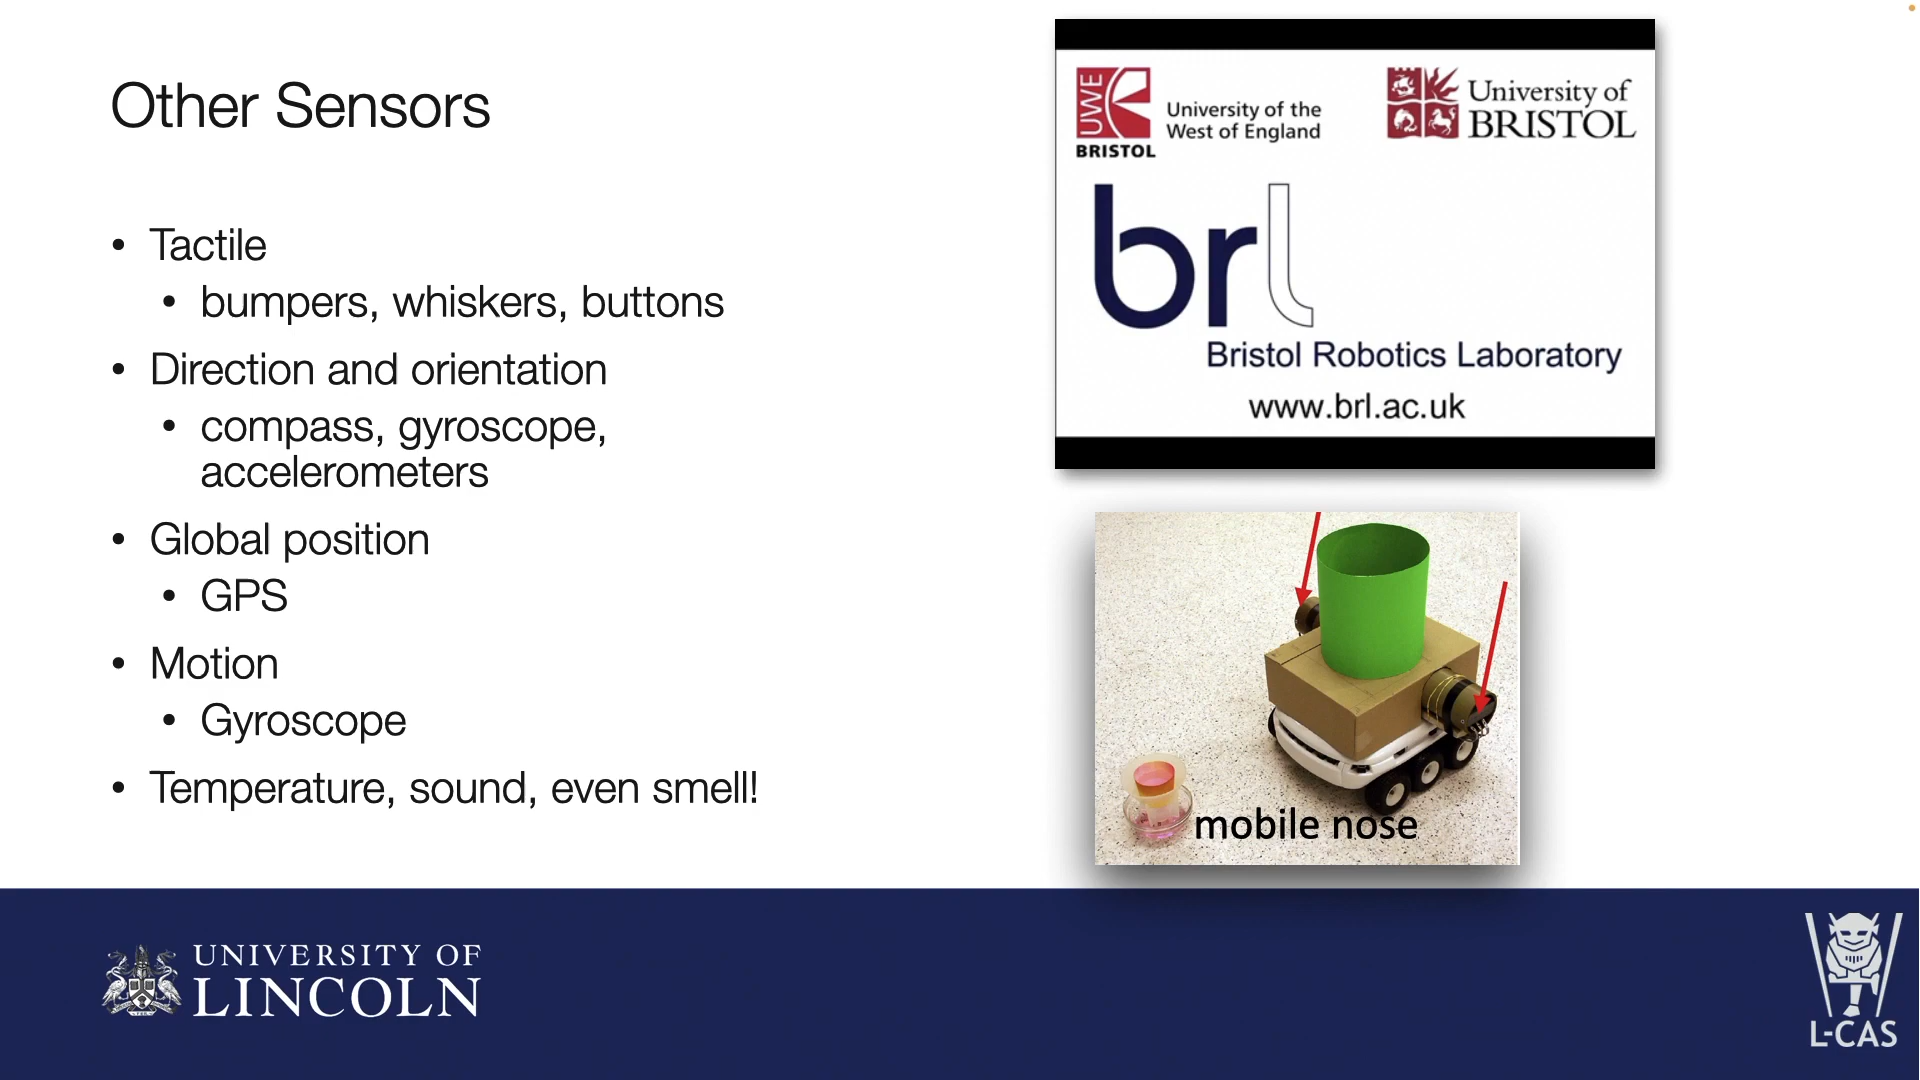 Other Sensors
• Tactile
• bumpers, whiskers, buttons
• Direction and orientation
• compass, gyroscope,
accelerometers
• Global position
• GPS
• Motion
• Gyroscope
• Temperature, sound, even smell!
UWE
BRISTOL
University of the
West of England
University of
BRISTOL
brl
Bristol Robotics Laboratory
www.brl.ac.uk
mobile nose
UNIVERSITY OF
LINCOLN
L-CAS